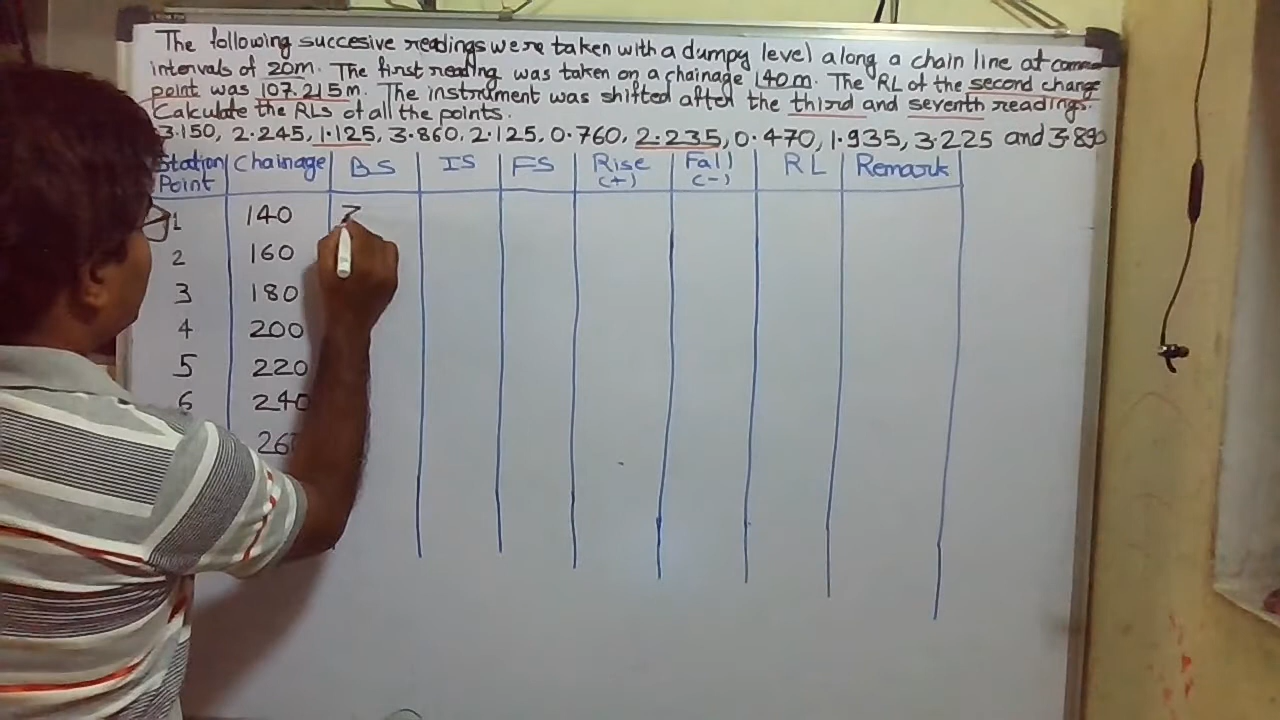 The following succesive readings were taken with a dumpy level along a chain line at common
intervals of 20m. The first reading was taken on a chainage 140m. The RL of the second change
point was 107.215m. The instrument was shifted after the third and seventh readings.
Calculate the RLs of all the points.
3.150, 2.245, 1.125, 3.860, 2.125, 0.760, 2.235, 0.470, 1.935, 3.225 and 3.890
Station Point Chainage BS IS FS Rise (+) Fall (-) RL Remark
1 140
2 160
3 180
4 200
5 220
6 240